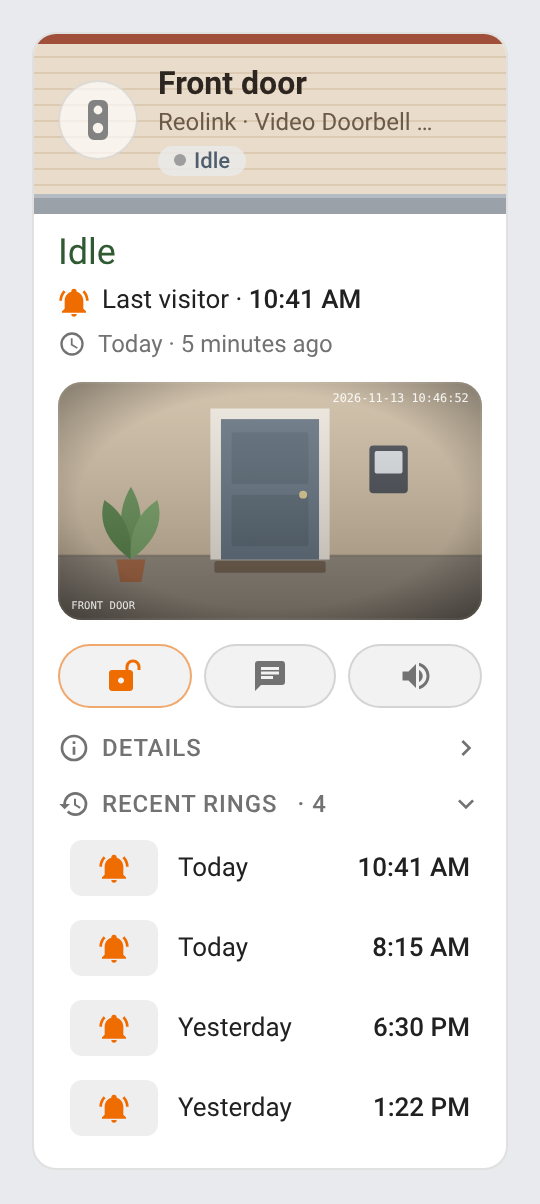 Front door
Reolink · Video Doorbell ...
Idle
Idle
Last visitor · 10:41 AM
Today · 5 minutes ago
2026-11-13 10:46:52
FRONT DOOR
DETAILS
RECENT RINGS · 4
Today 10:41 AM
Today 8:15 AM
Yesterday 6:30 PM
Yesterday 1:22 PM